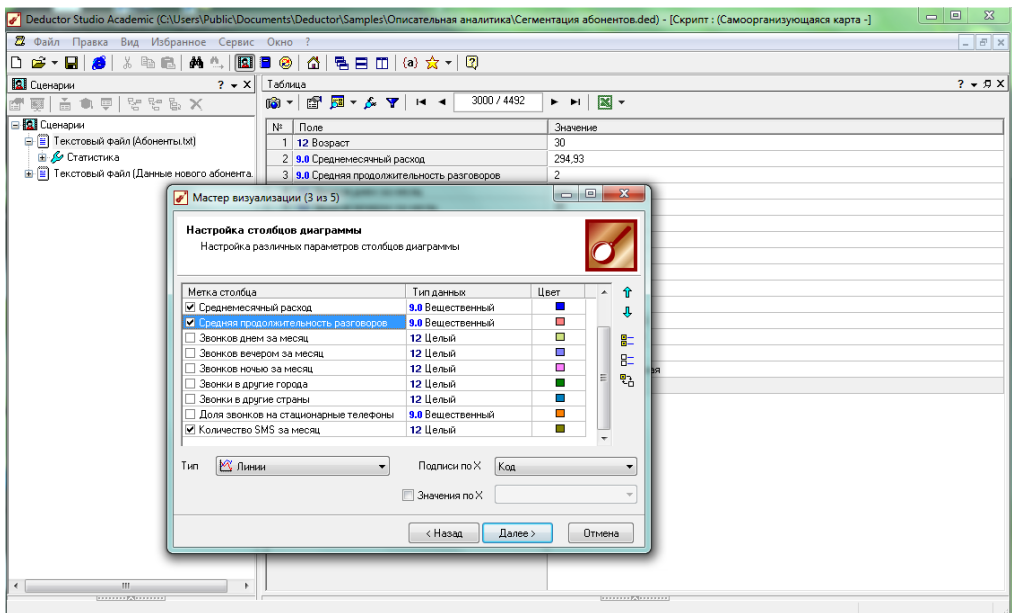 Deductor Studio Academic (C:\Users\Public\Documents\Deductor\Samples\Описательная аналитика\Сегментация абонентов.ded) - [Скрипт : (Самоорганизующаяся карта -]
Файл Правка Вид Избранное Сервис Окно ?
Сценарии ?
Таблица ?
3000 / 4492
Сценарии
Текстовый файл (Абоненты.txt)
Статистика
Текстовый файл (Данные нового абонента.
№ Поле Значение
1 12 Возраст 30
2 9.0 Среднемесячный расход 294,93
3 9.0 Средняя продолжительность разговоров 2
ая
Мастер визуализации (3 из 5)
Настройка столбцов диаграммы
Настройка различных параметров столбцов диаграммы
Метка столбца Тип данных Цвет
Среднемесячный расход 9.0 Вещественный
Средняя продолжительность разговоров 9.0 Вещественный
Звонков днем за месяц 12 Целый
Звонков вечером за месяц 12 Целый
Звонков ночью за месяц 12 Целый
Звонки в другие города 12 Целый
Звонки в другие страны 12 Целый
Доля звонков на стационарные телефоны 9.0 Вещественный
Количество SMS за месяц 12 Целый
Тип Линии Подписи по X Код
Значения по X
< Назад Далее > Отмена